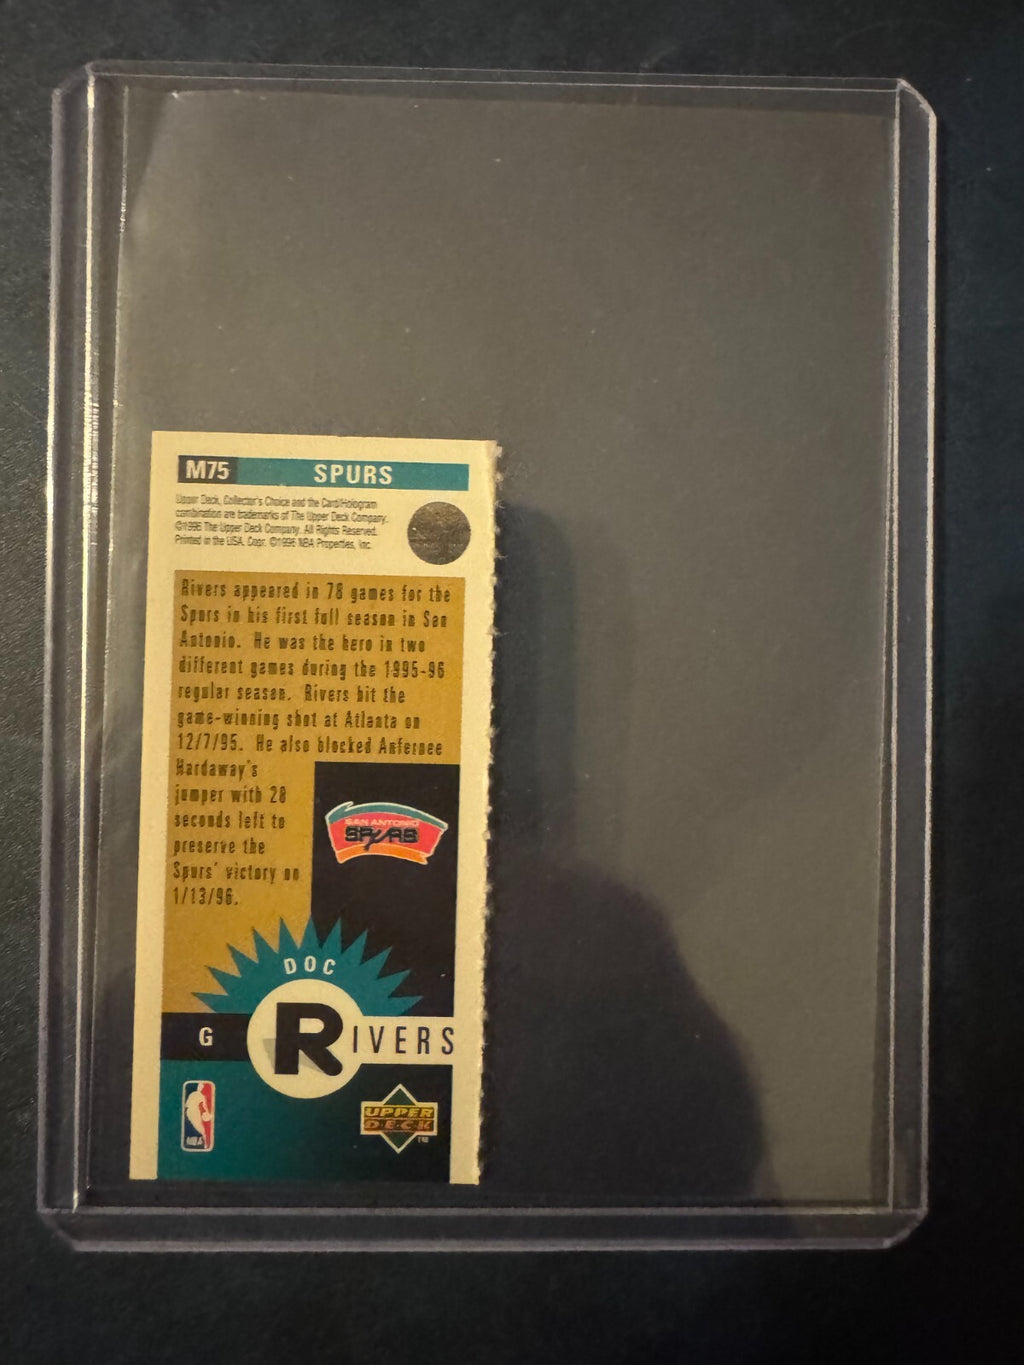 M75 SPURS
Upper Deck, Collector's Choice and the Card/Hologram
combination are trademarks of The Upper Deck Company.
©1996 The Upper Deck Company. All Rights Reserved.
Printed in the USA. Copr. ©1996 NBA Properties, Inc.
Rivers appeared in 78 games for the
Spurs in his first full season in San
Antonio. He was the hero in two
different games during the 1995-96
regular season. Rivers hit the
game-winning shot at Atlanta on
12/7/95. He also blocked Anfernee
Hardaway's
jumper with 28
seconds left to
preserve the
Spurs' victory on
1/13/96.
SAN ANTONIO
SPURS
DOC
G RIVERS
NBA
UPPER
DECK
TM